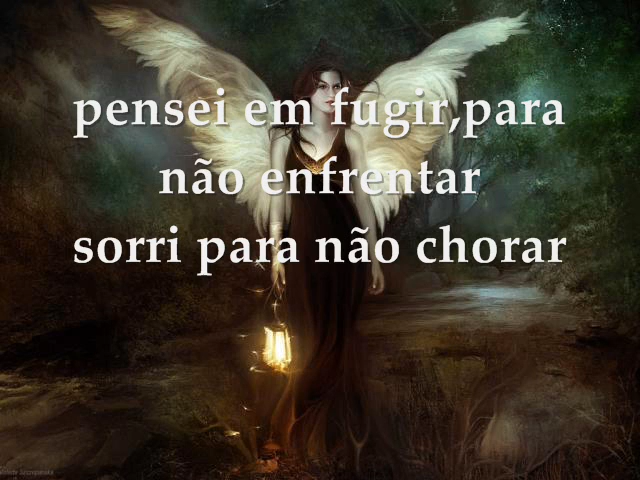 pensei em fugir,para
não enfrentar
sorri para não chorar